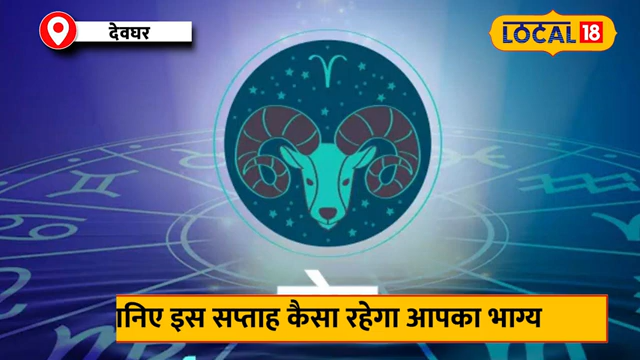 देवघर
LOCAL 18
इस सप्ताह कैसा रहेगा आपका भाग्य